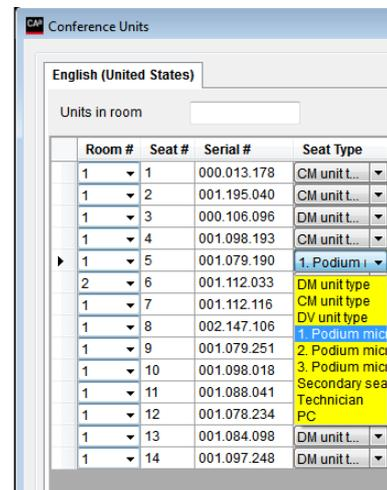 CAA Conference Units
English (United States)
Units in room
Room # Seat # Serial # Seat Type
1 1 000.013.178 CM unit t...
1 2 001.195.040 CM unit t...
1 3 000.106.096 DM unit t...
1 4 001.098.193 CM unit t...
1 5 001.079.190 1. Podium
2 6 001.112.033 DM unit type
1 7 001.112.116 CM unit type
1 8 002.147.106 DV unit type
1 9 001.079.251 1. Podium micr
1 10 001.098.018 2. Podium micr
1 11 001.088.041 3. Podium micr
1 12 001.078.234 Secondary sea
Technician
PC
1 13 001.084.098 DM unit t...
1 14 001.097.248 DM unit t...